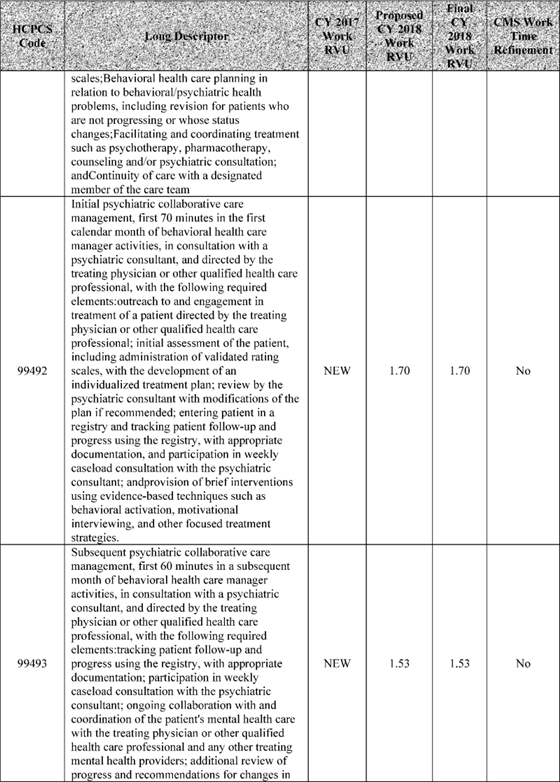 HCPCS Code
Long Descriptor
CY 2017 Work RVU
Proposed CY 2018 Work RVU
Final CY 2018 Work RVU
CMS Work Time Refinement
scales;Behavioral health care planning in
relation to behavioral/psychiatric health
problems, including revision for patients who
are not progressing or whose status
changes;Facilitating and coordinating treatment
such as psychotherapy, pharmacotherapy,
counseling and/or psychiatric consultation;
andContinuity of care with a designated
member of the care team
99492
Initial psychiatric collaborative care
management, first 70 minutes in the first
calendar month of behavioral health care
manager activities, in consultation with a
psychiatric consultant, and directed by the
treating physician or other qualified health care
professional, with the following required
elements:outreach to and engagement in
treatment of a patient directed by the treating
physician or other qualified health care
professional; initial assessment of the patient,
including administration of validated rating
scales, with the development of an
individualized treatment plan; review by the
psychiatric consultant with modifications of the
plan if recommended; entering patient in a
registry and tracking patient follow-up and
progress using the registry, with appropriate
documentation, and participation in weekly
caseload consultation with the psychiatric
consultant; andprovision of brief interventions
using evidence-based techniques such as
behavioral activation, motivational
interviewing, and other focused treatment
strategies.
NEW
1.70
1.70
No
99493
Subsequent psychiatric collaborative care
management, first 60 minutes in a subsequent
month of behavioral health care manager
activities, in consultation with a psychiatric
consultant, and directed by the treating
physician or other qualified health care
professional, with the following required
elements:tracking patient follow-up and
progress using the registry, with appropriate
documentation; participation in weekly
caseload consultation with the psychiatric
consultant; ongoing collaboration with and
coordination of the patient's mental health care
with the treating physician or other qualified
health care professional and any other treating
mental health providers; additional review of
progress and recommendations for changes in
NEW
1.53
1.53
No